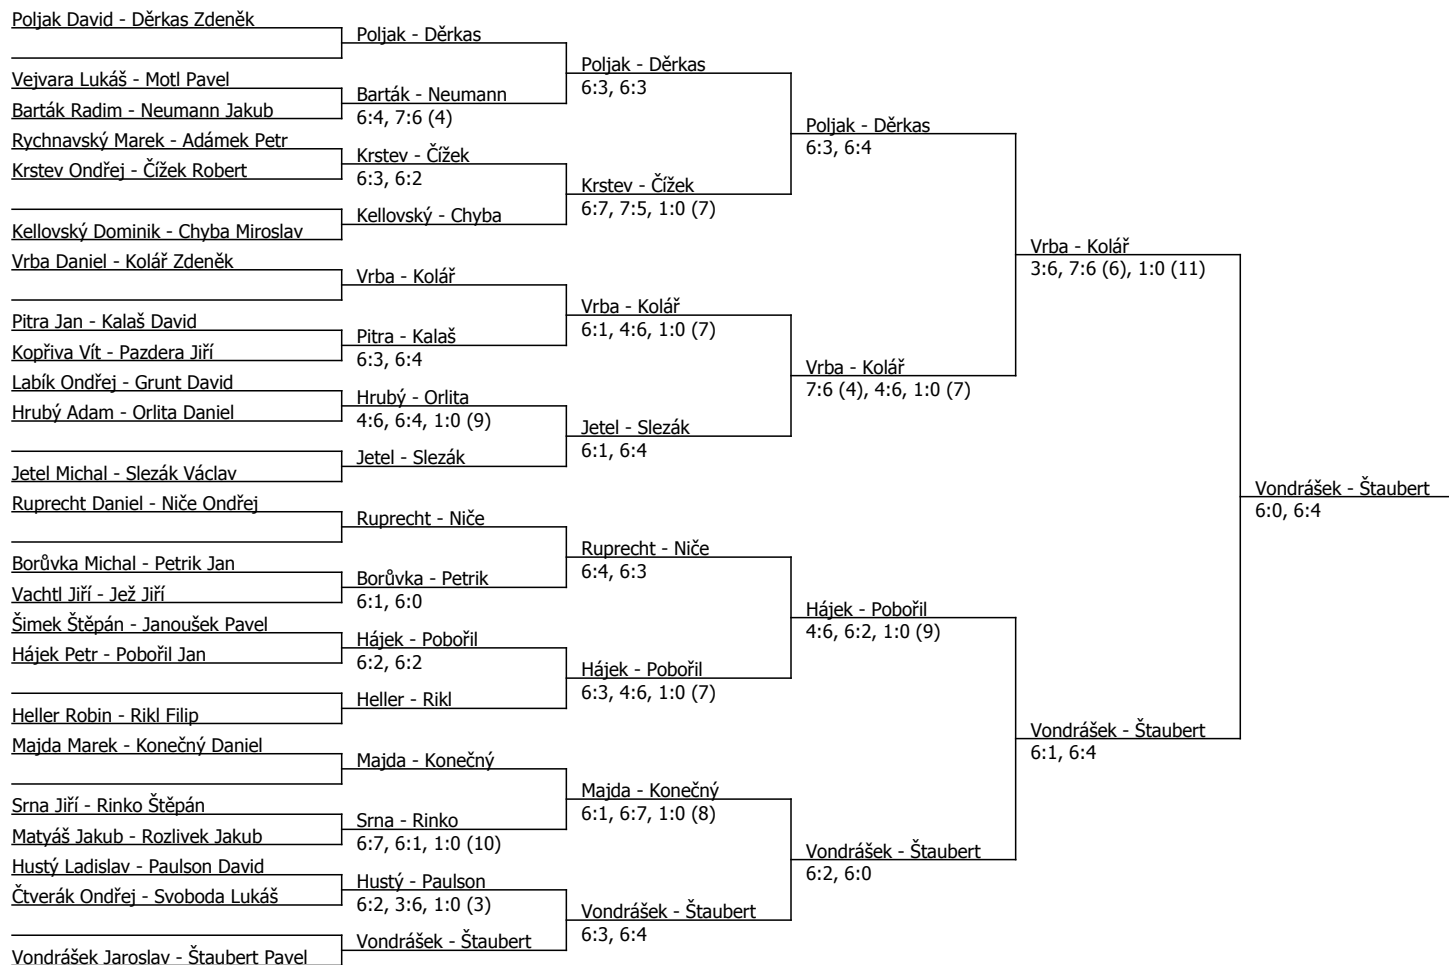 Poljak David - Děrkas Zdeněk
Vejvara Lukáš - Motl Pavel
Barták Radim - Neumann Jakub
Rychnavský Marek - Adámek Petr
Krstev Ondřej - Čížek Robert
Kellovský Dominik - Chyba Miroslav
Vrba Daniel - Kolář Zdeněk
Pitra Jan - Kalaš David
Kopřiva Vít - Pazdera Jiří
Labík Ondřej - Grunt David
Hrubý Adam - Orlita Daniel
Jetel Michal - Slezák Václav
Ruprecht Daniel - Niče Ondřej
Borůvka Michal - Petrik Jan
Vachtl Jiří - Jež Jiří
Šimek Štěpán - Janoušek Pavel
Hájek Petr - Pobořil Jan
Heller Robin - Rikl Filip
Majda Marek - Konečný Daniel
Srna Jiří - Rinko Štěpán
Matyáš Jakub - Rozlivek Jakub
Hustý Ladislav - Paulson David
Čtverák Ondřej - Svoboda Lukáš
Vondrášek Jaroslav - Štaubert Pavel
Poljak - Děrkas
Barták - Neumann
6:4, 7:6 (4)
Krstev - Čížek
6:3, 6:2
Kellovský - Chyba
Vrba - Kolář
Pitra - Kalaš
6:3, 6:4
Hrubý - Orlita
4:6, 6:4, 1:0 (9)
Jetel - Slezák
Ruprecht - Niče
Borůvka - Petrik
6:1, 6:0
Hájek - Pobořil
6:2, 6:2
Heller - Rikl
Majda - Konečný
Srna - Rinko
6:7, 6:1, 1:0 (10)
Hustý - Paulson
6:2, 3:6, 1:0 (3)
Vondrášek - Štaubert
Poljak - Děrkas
6:3, 6:3
Krstev - Čížek
6:7, 7:5, 1:0 (7)
Vrba - Kolář
6:1, 4:6, 1:0 (7)
Jetel - Slezák
6:1, 6:4
Ruprecht - Niče
6:4, 6:3
Hájek - Pobořil
6:3, 4:6, 1:0 (7)
Majda - Konečný
6:1, 6:7, 1:0 (8)
Vondrášek - Štaubert
6:3, 6:4
Poljak - Děrkas
6:3, 6:4
Vrba - Kolář
7:6 (4), 4:6, 1:0 (7)
Hájek - Pobořil
4:6, 6:2, 1:0 (9)
Vondrášek - Štaubert
6:2, 6:0
Vrba - Kolář
3:6, 7:6 (6), 1:0 (11)
Vondrášek - Štaubert
6:1, 6:4
Vondrášek - Štaubert
6:0, 6:4